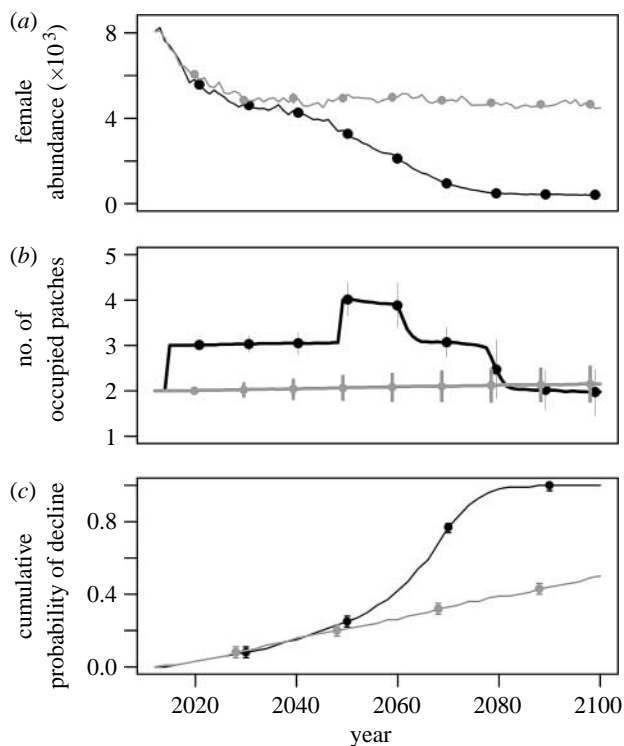 (a)
female
abundance (×10³)
8
4
0
(b)
no. of
occupied patches
5
4
3
2
1
(c)
cumulative
probability of decline
0.8
0.4
0.0
2020 2040 2060 2080 2100
year